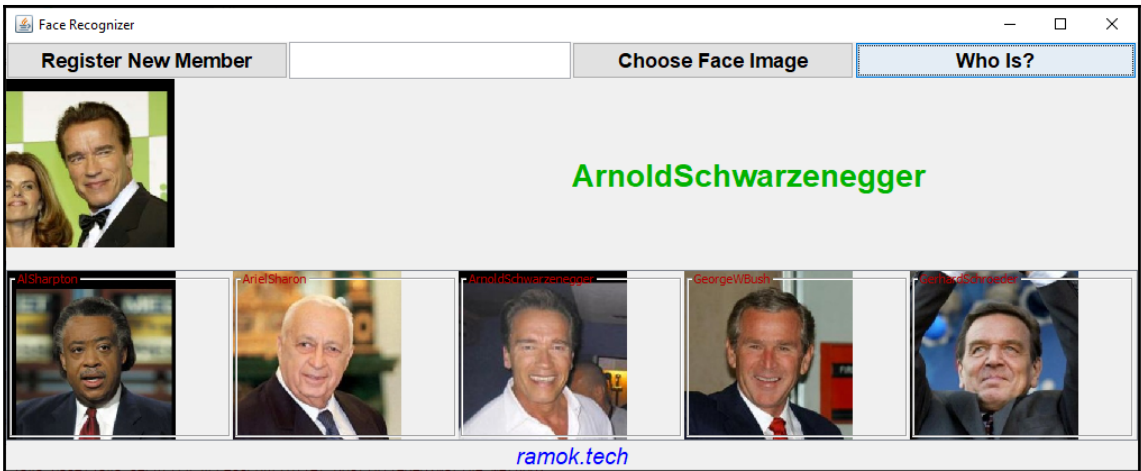 Face Recognizer
Register New Member Choose Face Image Who Is?
ArnoldSchwarzenegger
AlSharpton ArielSharon ArnoldSchwarzenegger GeorgeWBush GerhardSchroeder
ramok.tech